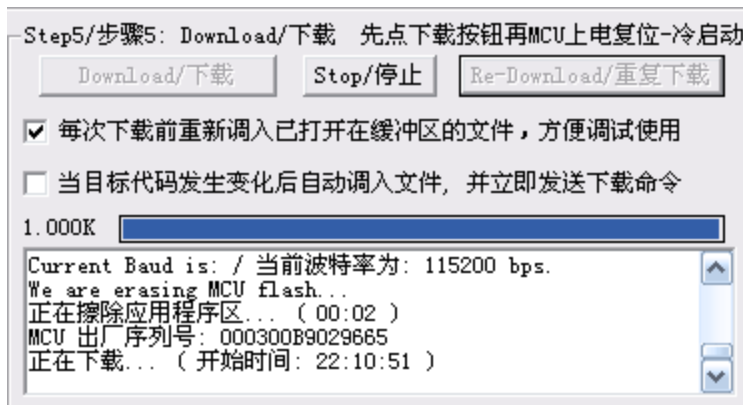 Step5/步骤5: Download/下载 先点下载按钮再MCU上电复位-冷启动
Download/下载 Stop/停止 Re-Download/重复下载
每次下载前重新调入已打开在缓冲区的文件，方便调试使用
当目标代码发生变化后自动调入文件, 并立即发送下载命令
1.000K
Current Baud is: / 当前波特率为: 115200 bps.
We are erasing MCU flash...
正在擦除应用程序区... ( 00:02 )
MCU 出厂序列号: 000300B9029665
正在下载... ( 开始时间: 22:10:51 )